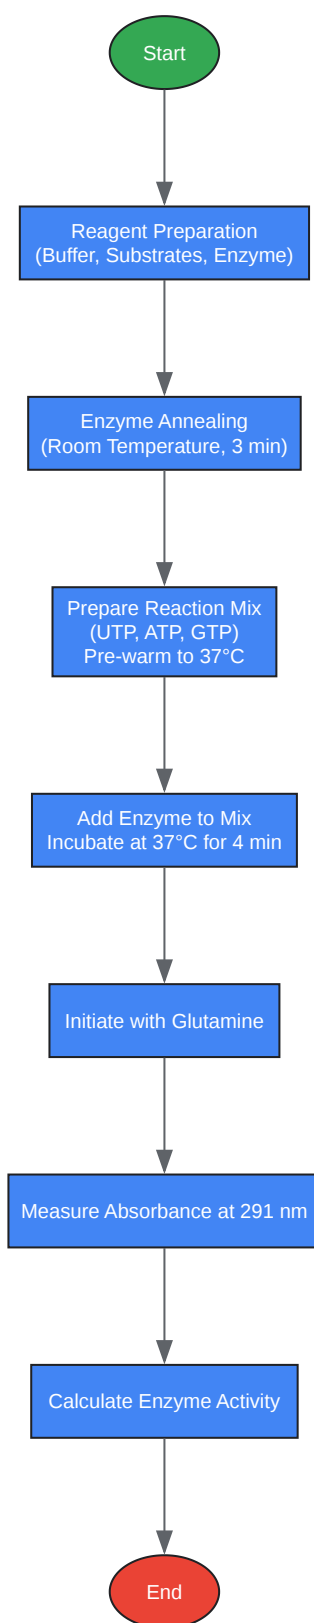 Start
Reagent Preparation
(Buffer, Substrates, Enzyme)
Enzyme Annealing
(Room Temperature, 3 min)
Prepare Reaction Mix
(UTP, ATP, GTP)
Pre-warm to 37°C
Add Enzyme to Mix
Incubate at 37°C for 4 min
Initiate with Glutamine
Measure Absorbance at 291 nm
Calculate Enzyme Activity
End